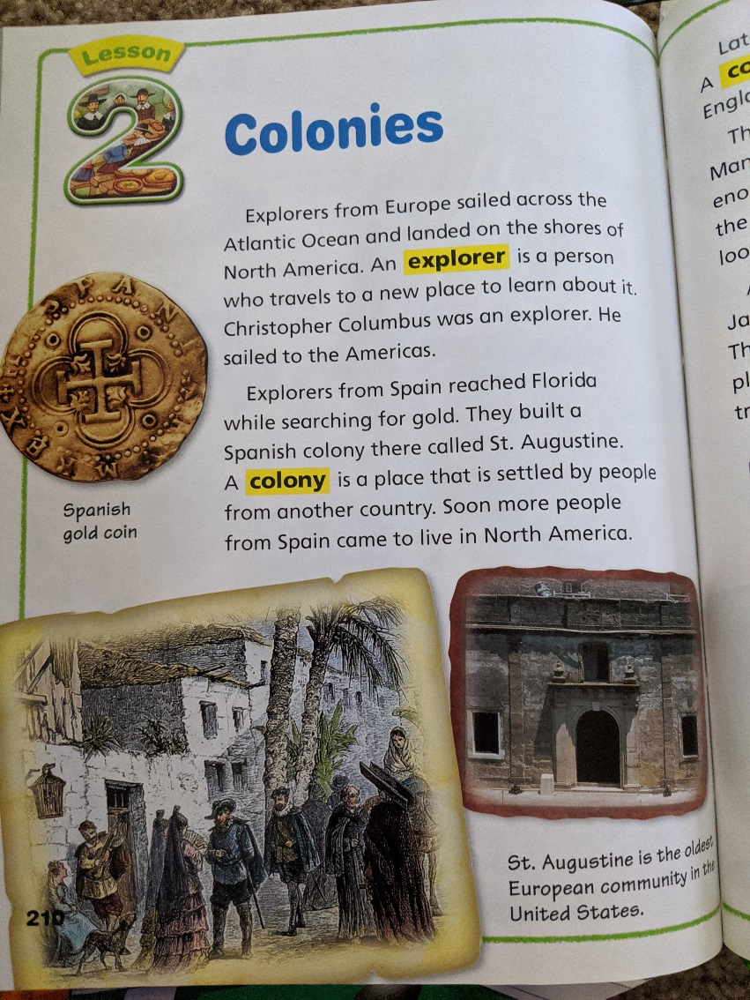 Lesson
2
Colonies
Explorers from Europe sailed across the
Atlantic Ocean and landed on the shores of
North America. An explorer is a person
who travels to a new place to learn about it.
Christopher Columbus was an explorer. He
sailed to the Americas.
Explorers from Spain reached Florida
while searching for gold. They built a
Spanish colony there called St. Augustine.
A colony is a place that is settled by people
from another country. Soon more people
from Spain came to live in North America.
Spanish
gold coin
St. Augustine is the oldest
European community in the
United States.
210
Lat
A co
Engla
Th
Man
eno
the
loo
Ja
Th
pl
tr